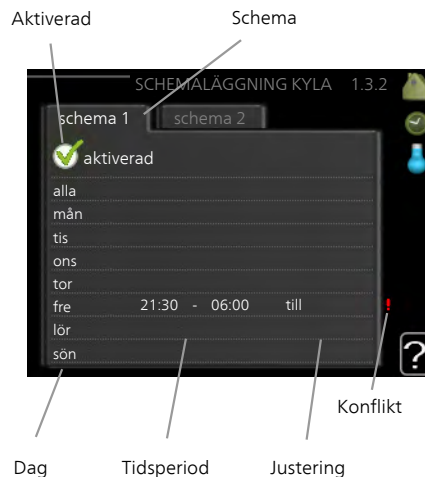 Aktiverad Schema
SCHEMALÄGGNING KYLA 1.3.2
schema 1 schema 2
aktiverad
alla
mån
tis
ons
tor
fre 21:30 - 06:00 till !
lör
sön
?
Konflikt
Dag Tidsperiod Justering